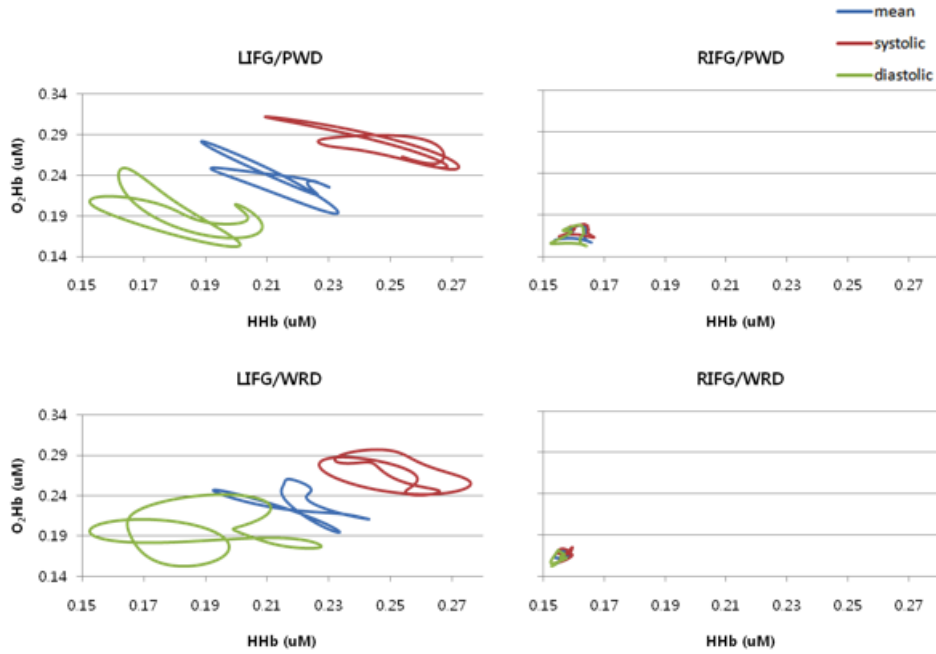 mean
systolic
diastolic
LIFG/PWD
RIFG/PWD
O₂Hb (uM)
0.34
0.29
0.24
0.19
0.14
0.15 0.17 0.19 0.21 0.23 0.25 0.27
HHb (uM)
0.15 0.17 0.19 0.21 0.23 0.25 0.27
HHb (uM)
LIFG/WRD
RIFG/WRD
O₂Hb (uM)
0.34
0.29
0.24
0.19
0.14
0.15 0.17 0.19 0.21 0.23 0.25 0.27
HHb (uM)
0.15 0.17 0.19 0.21 0.23 0.25 0.27
HHb (uM)